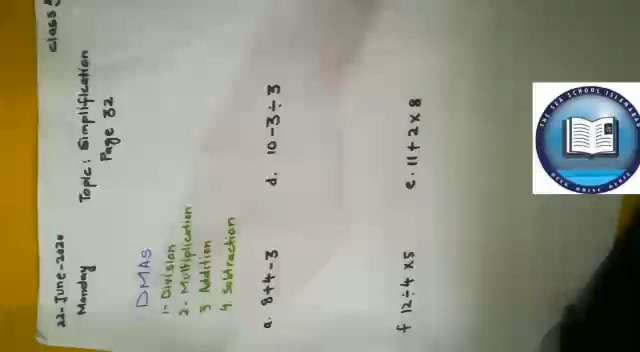 class 5
22-June-2020
Monday
Topic: Simplification
Page 32
DMAS
1- Division
2- Multiplication
3 Addition
4. Subtraction
a. 8+4-3
d. 10-3÷3
f 12÷4×5
e. 11+2×8